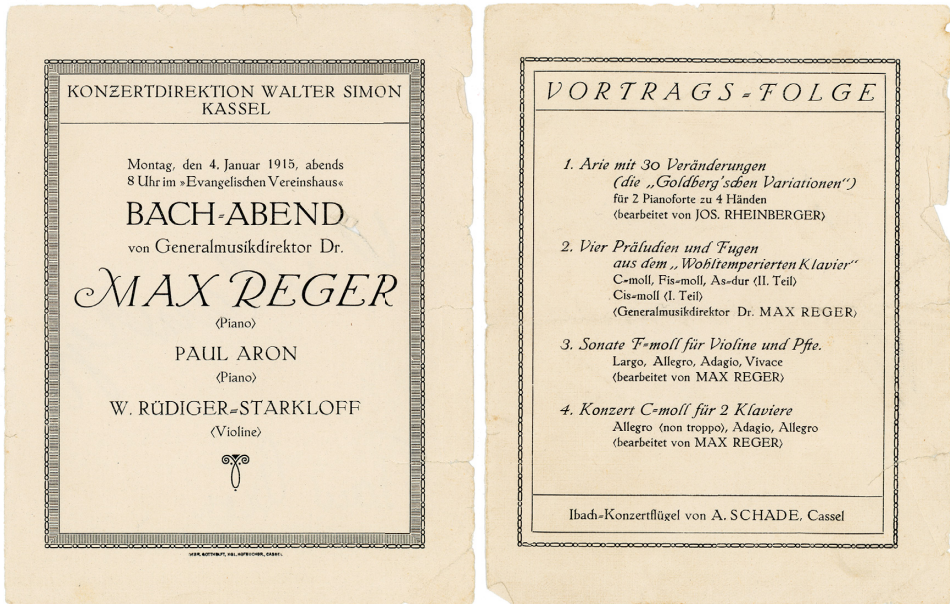 KONZERTDIREKTION WALTER SIMON
KASSEL
Montag, den 4. Januar 1915, abends
8 Uhr im »Evangelischen Vereinshaus«
BACH-ABEND
von Generalmusikdirektor Dr.
MAX REGER
(Piano)
PAUL ARON
(Piano)
W. RÜDIGER-STARKLOFF
(Violine)
GOTTHELFT, KGL. HOFBUCHDR., CASSEL.
VORTRAGS-FOLGE
1. Arie mit 30 Veränderungen
(die „Goldberg'schen Variationen“)
für 2 Pianoforte zu 4 Händen
(bearbeitet von JOS. RHEINBERGER)
2. Vier Präludien und Fugen
aus dem „Wohltemperierten Klavier“
C-moll, Fis-moll, As-dur (II. Teil)
Cis-moll (I. Teil)
(Generalmusikdirektor Dr. MAX REGER)
3. Sonate F-moll für Violine und Pfte.
Largo, Allegro, Adagio, Vivace
(bearbeitet von MAX REGER)
4. Konzert C-moll für 2 Klaviere
Allegro (non troppo), Adagio, Allegro
(bearbeitet von MAX REGER)
Ibach-Konzertflügel von A. SCHADE, Cassel